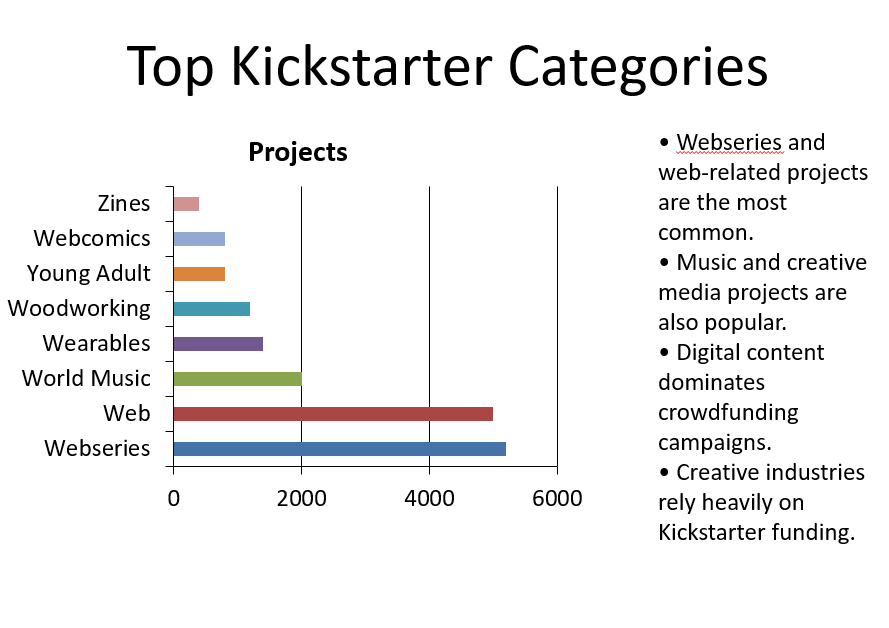 Top Kickstarter Categories
Projects
Zines
Webcomics
Young Adult
Woodworking
Wearables
World Music
Web
Webseries
0 2000 4000 6000
• Webseries and
web-related projects
are the most
common.
• Music and creative
media projects are
also popular.
• Digital content
dominates
crowdfunding
campaigns.
• Creative industries
rely heavily on
Kickstarter funding.